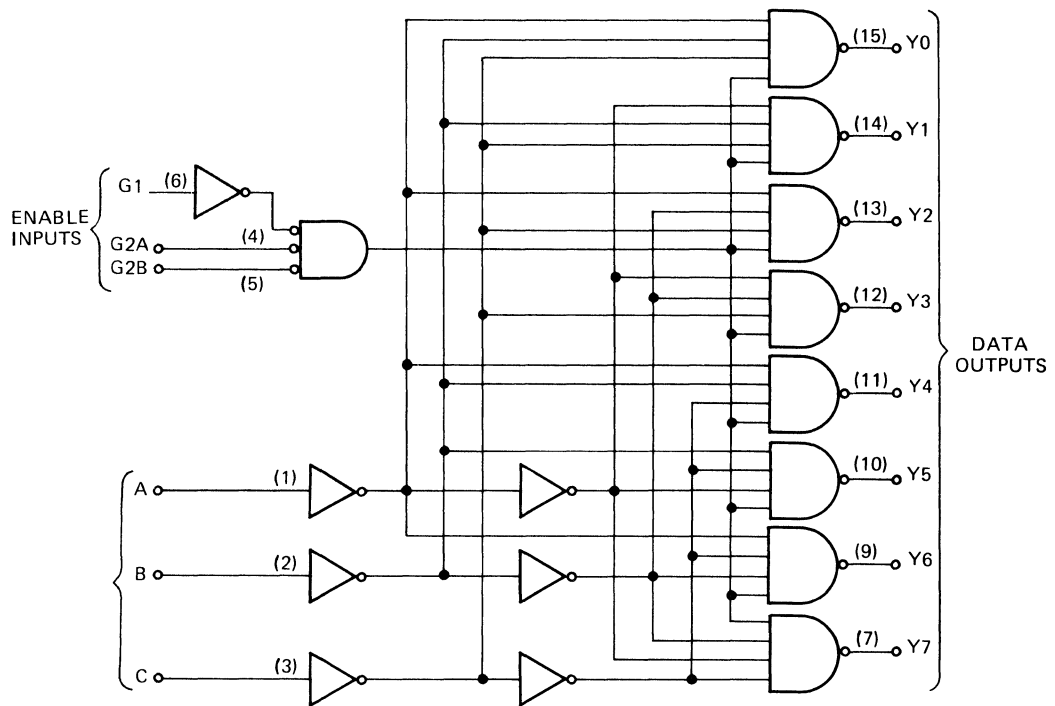 (15) Y0
(14) Y1
G1 (6)
ENABLE
INPUTS
(13) Y2
G2A (4)
G2B (5)
(12) Y3
DATA
OUTPUTS
(11) Y4
A (1)
(10) Y5
B (2)
(9) Y6
C (3)
(7) Y7